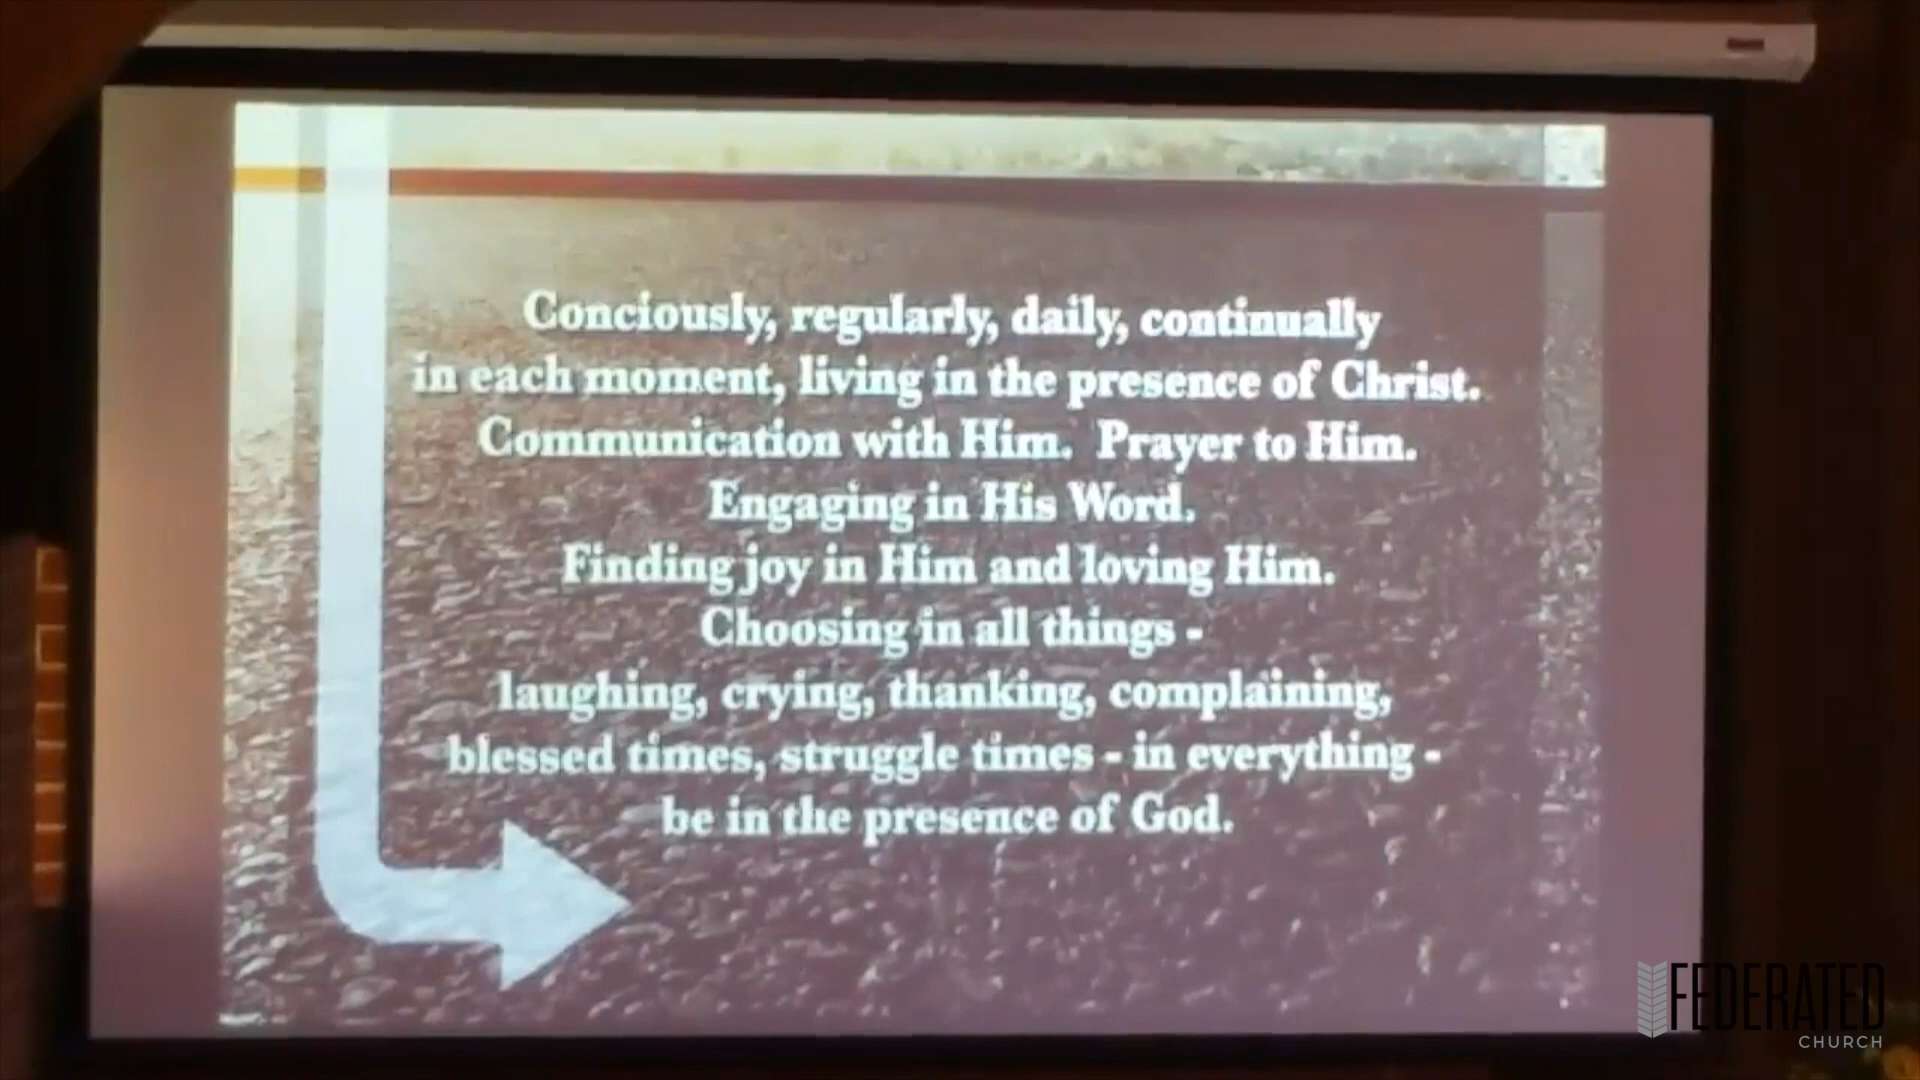 Conciously, regularly, daily, continually
in each moment, living in the presence of Christ.
Communication with Him.  Prayer to Him.
Engaging in His Word.
Finding joy in Him and loving Him.
Choosing in all things -
laughing, crying, thanking, complaining,
blessed times, struggle times - in everything -
be in the presence of God.
FEDERATED
CHURCH